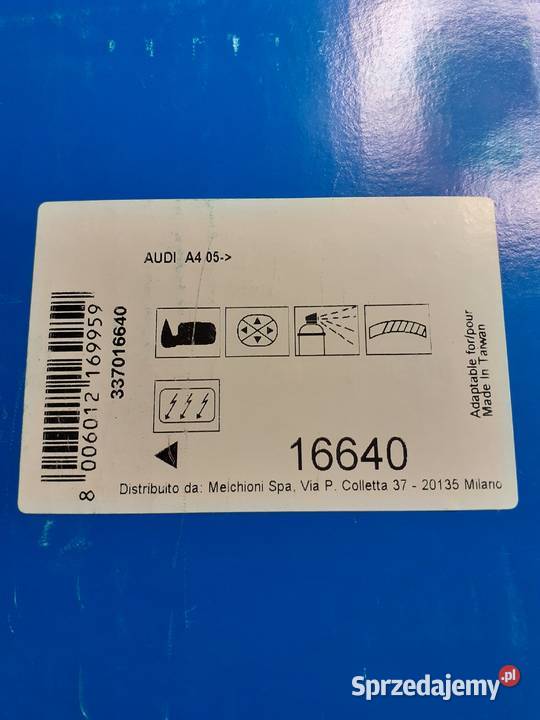 AUDI A4 05->
8 006012 169959
337016640
Adaptable for/pour
Made In Tarwan
16640
Distribuito da: Melchioni Spa, Via P. Colletta 37 - 20135 Milano
Sprzedajemy.pl